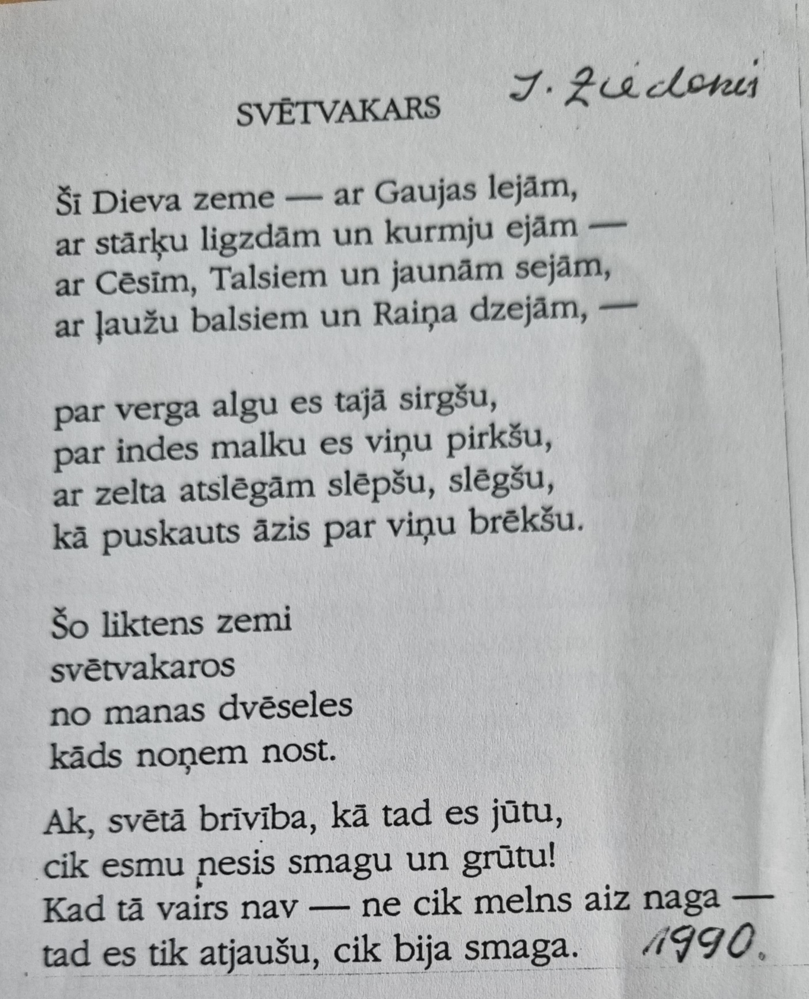 I. Ziedonis
SVĒTVAKARS
Šī Dieva zeme — ar Gaujas lejām,
ar stārķu ligzdām un kurmju ejām —
ar Cēsīm, Talsiem un jaunām sejām,
ar ļaužu balsiem un Raiņa dzejām, —
par verga algu es tajā sirgšu,
par indes malku es viņu pirkšu,
ar zelta atslēgām slēpšu, slēgšu,
kā puskauts āzis par viņu brēkšu.
Šo liktens zemi
svētvakaros
no manas dvēseles
kāds noņem nost.
Ak, svētā brīvība, kā tad es jūtu,
cik esmu nesis smagu un grūtu!
Kad tā vairs nav — ne cik melns aiz naga —
tad es tik atjaušu, cik bija smaga.
1990.